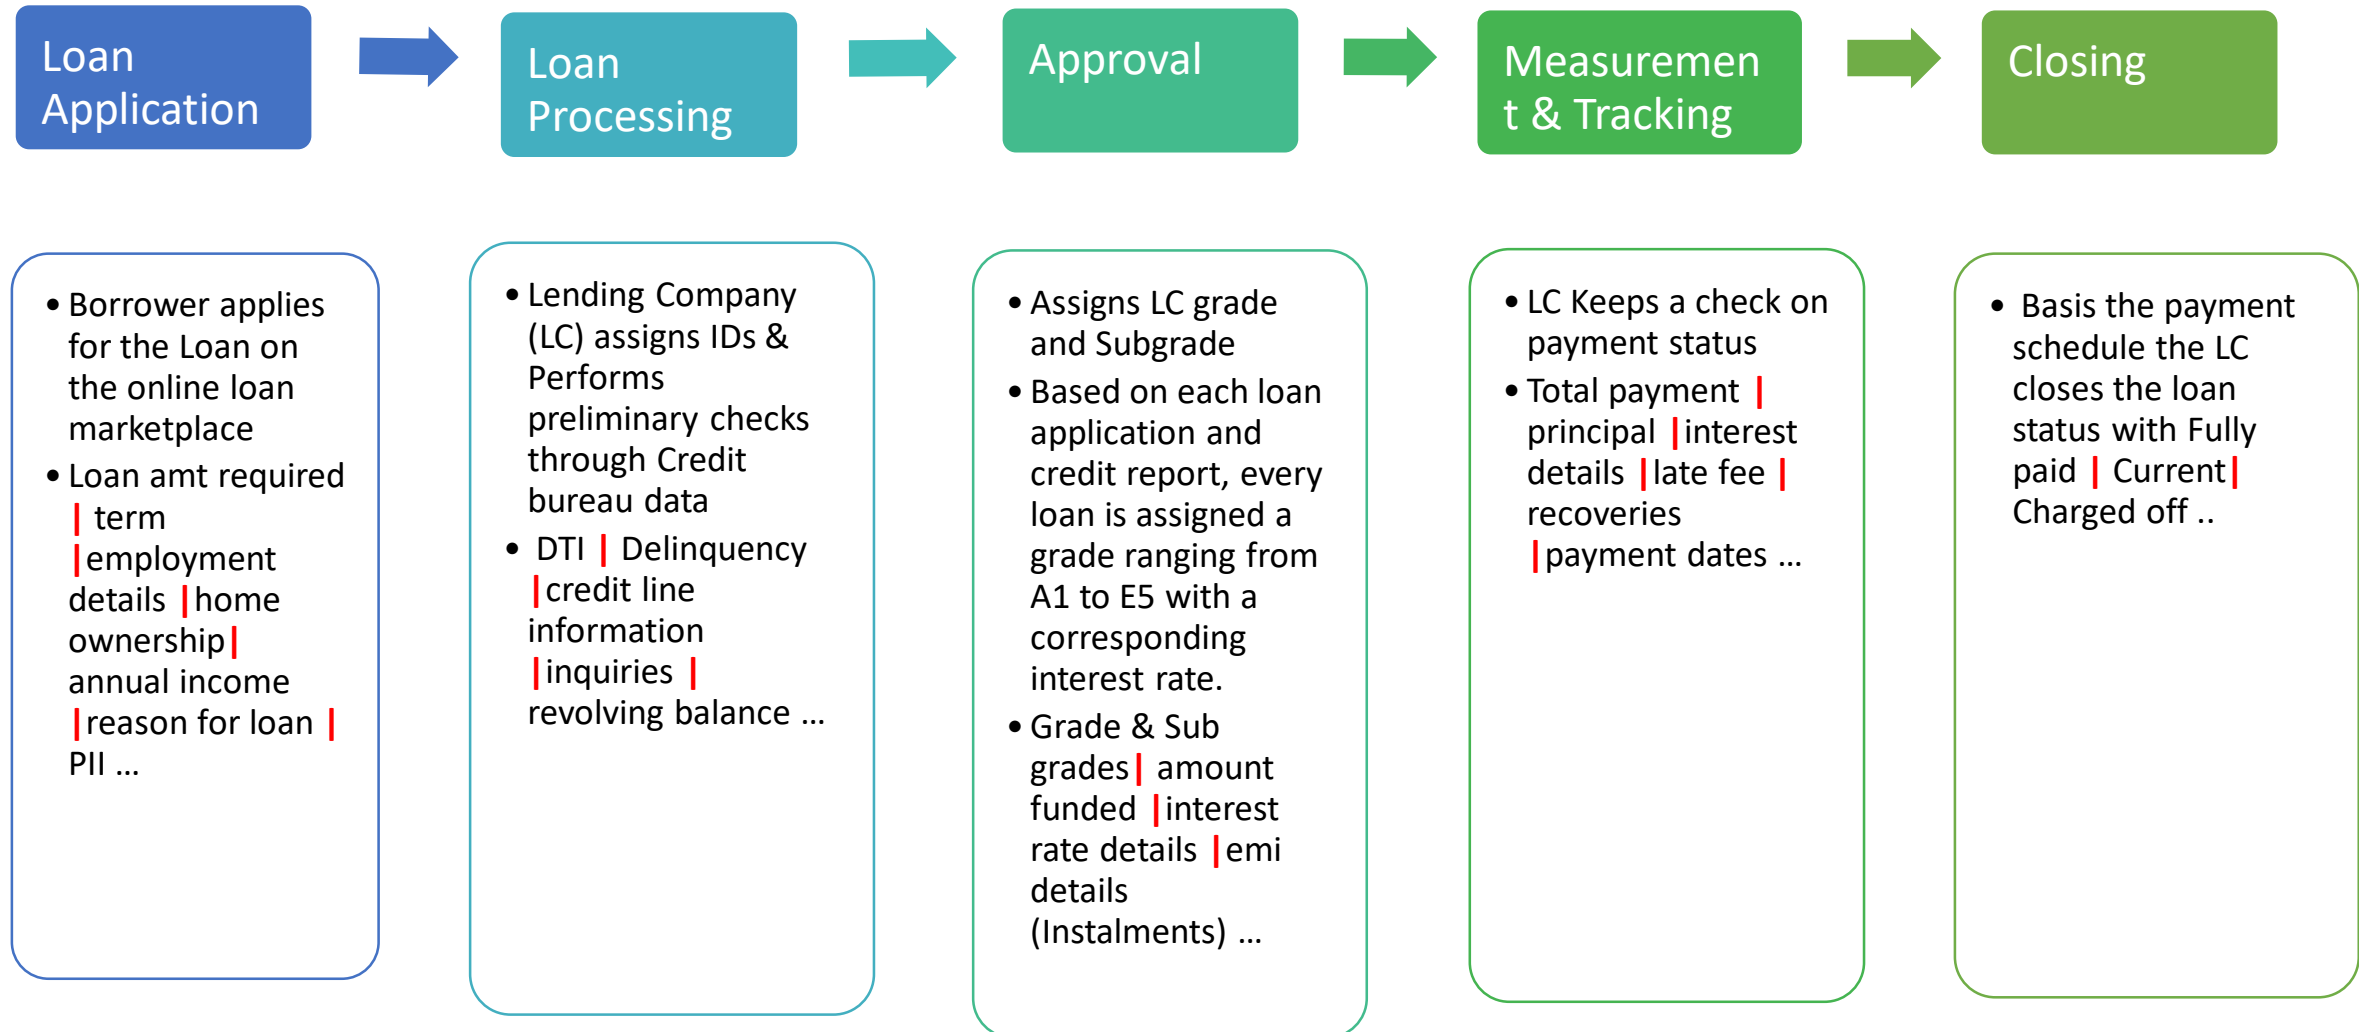 Loan
Application
Loan
Processing
Approval
Measuremen
t & Tracking
Closing
• Borrower applies
for the Loan on
the online loan
marketplace
• Loan amt required
| term
|employment
details |home
ownership|
annual income
|reason for loan |
PII ...
• Lending Company
(LC) assigns IDs &
Performs
preliminary checks
through Credit
bureau data
• DTI | Delinquency
|credit line
information
|inquiries |
revolving balance ...
• Assigns LC grade
and Subgrade
• Based on each loan
application and
credit report, every
loan is assigned a
grade ranging from
A1 to E5 with a
corresponding
interest rate.
• Grade & Sub
grades| amount
funded |interest
rate details |emi
details
(Instalments) ...
• LC Keeps a check on
payment status
• Total payment |
principal |interest
details |late fee |
recoveries
|payment dates ...
• Basis the payment
schedule the LC
closes the loan
status with Fully
paid | Current|
Charged off ..